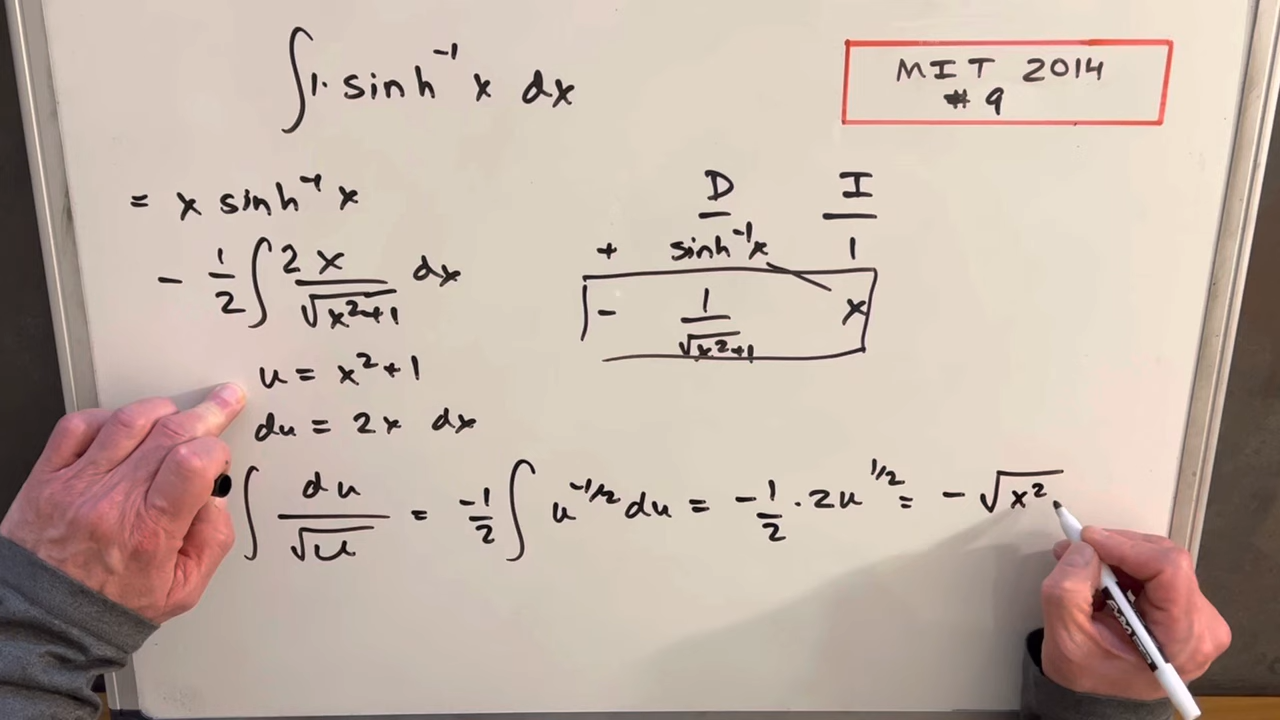 ∫ 1· sinh⁻¹ x dx
MIT 2014
# 9
= x sinh⁻¹ x
- 1/2 ∫ 2x/√(x²+1) dx
u = x²+1
du = 2x dx
D I
+ sinh⁻¹x 1
- 1/√(x²+1) x
∫ du/√u = -1/2 ∫ u^(-1/2) du = -1/2 · 2u^(1/2) = - √x²
EXPO